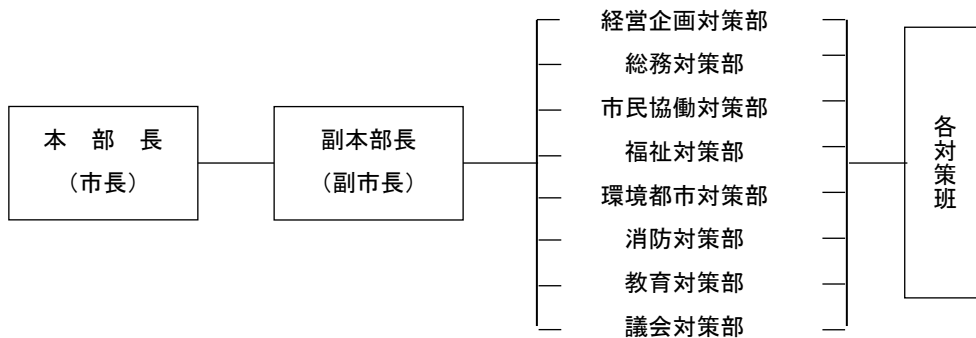 本　部　長
（市長）
副本部長
（副市長）
経営企画対策部
総務対策部
市民協働対策部
福祉対策部
環境都市対策部
消防対策部
教育対策部
議会対策部
各対策班